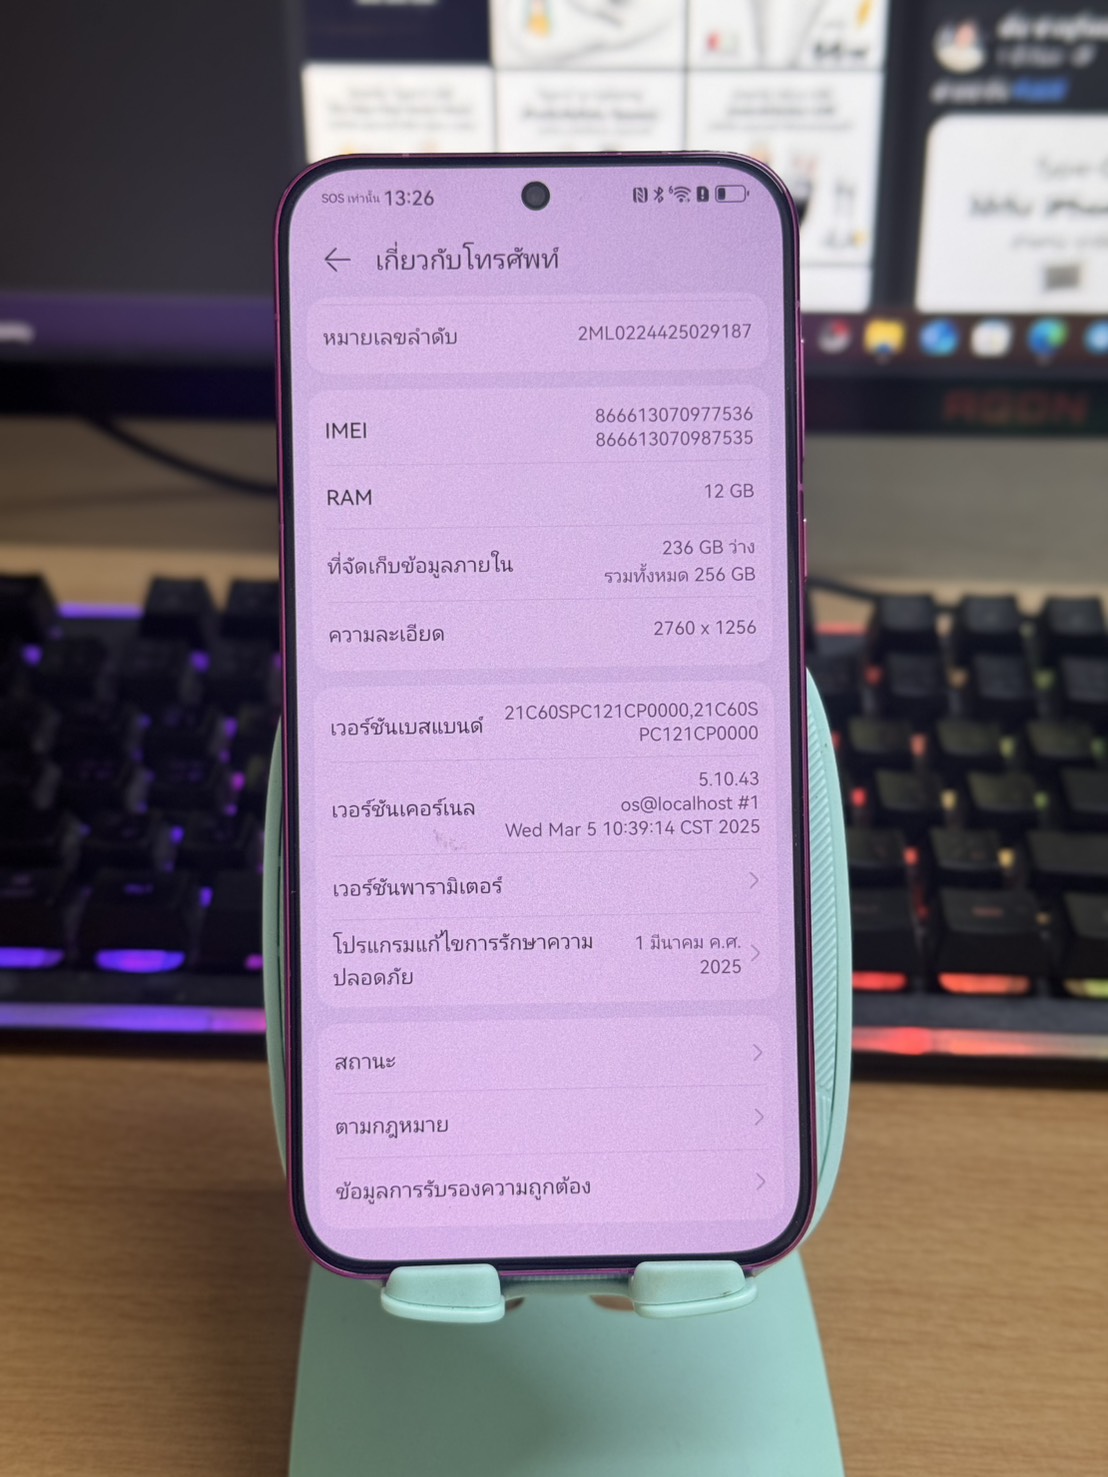 SOS เท่านั้น 13:26
เกี่ยวกับโทรศัพท์
หมายเลขลำดับ 2ML0224425029187
IMEI 866613070977536
866613070987535
RAM 12 GB
ที่จัดเก็บข้อมูลภายใน 236 GB ว่าง
รวมทั้งหมด 256 GB
ความละเอียด 2760 x 1256
เวอร์ชันเบสแบนด์ 21C60SPC121CP0000,21C60S
PC121CP0000
เวอร์ชันเคอร์เนล 5.10.43
os@localhost #1
Wed Mar 5 10:39:14 CST 2025
เวอร์ชันพารามิเตอร์
โปรแกรมแก้ไขการรักษาความ
ปลอดภัย 1 มีนาคม ค.ศ.
2025
สถานะ
ตามกฎหมาย
ข้อมูลการรับรองความถูกต้อง